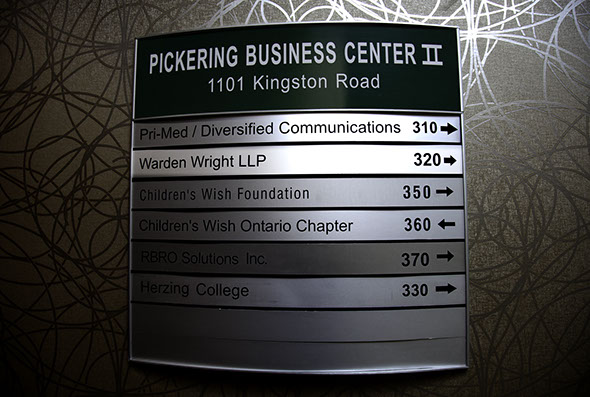 PICKERING BUSINESS CENTER II
1101 Kingston Road
Pri-Med / Diversified Communications 310 →
Warden Wright LLP 320 →
Children's Wish Foundation 350 →
Children's Wish Ontario Chapter 360 ←
RBRO Solutions Inc. 370 →
Herzing College 330 →